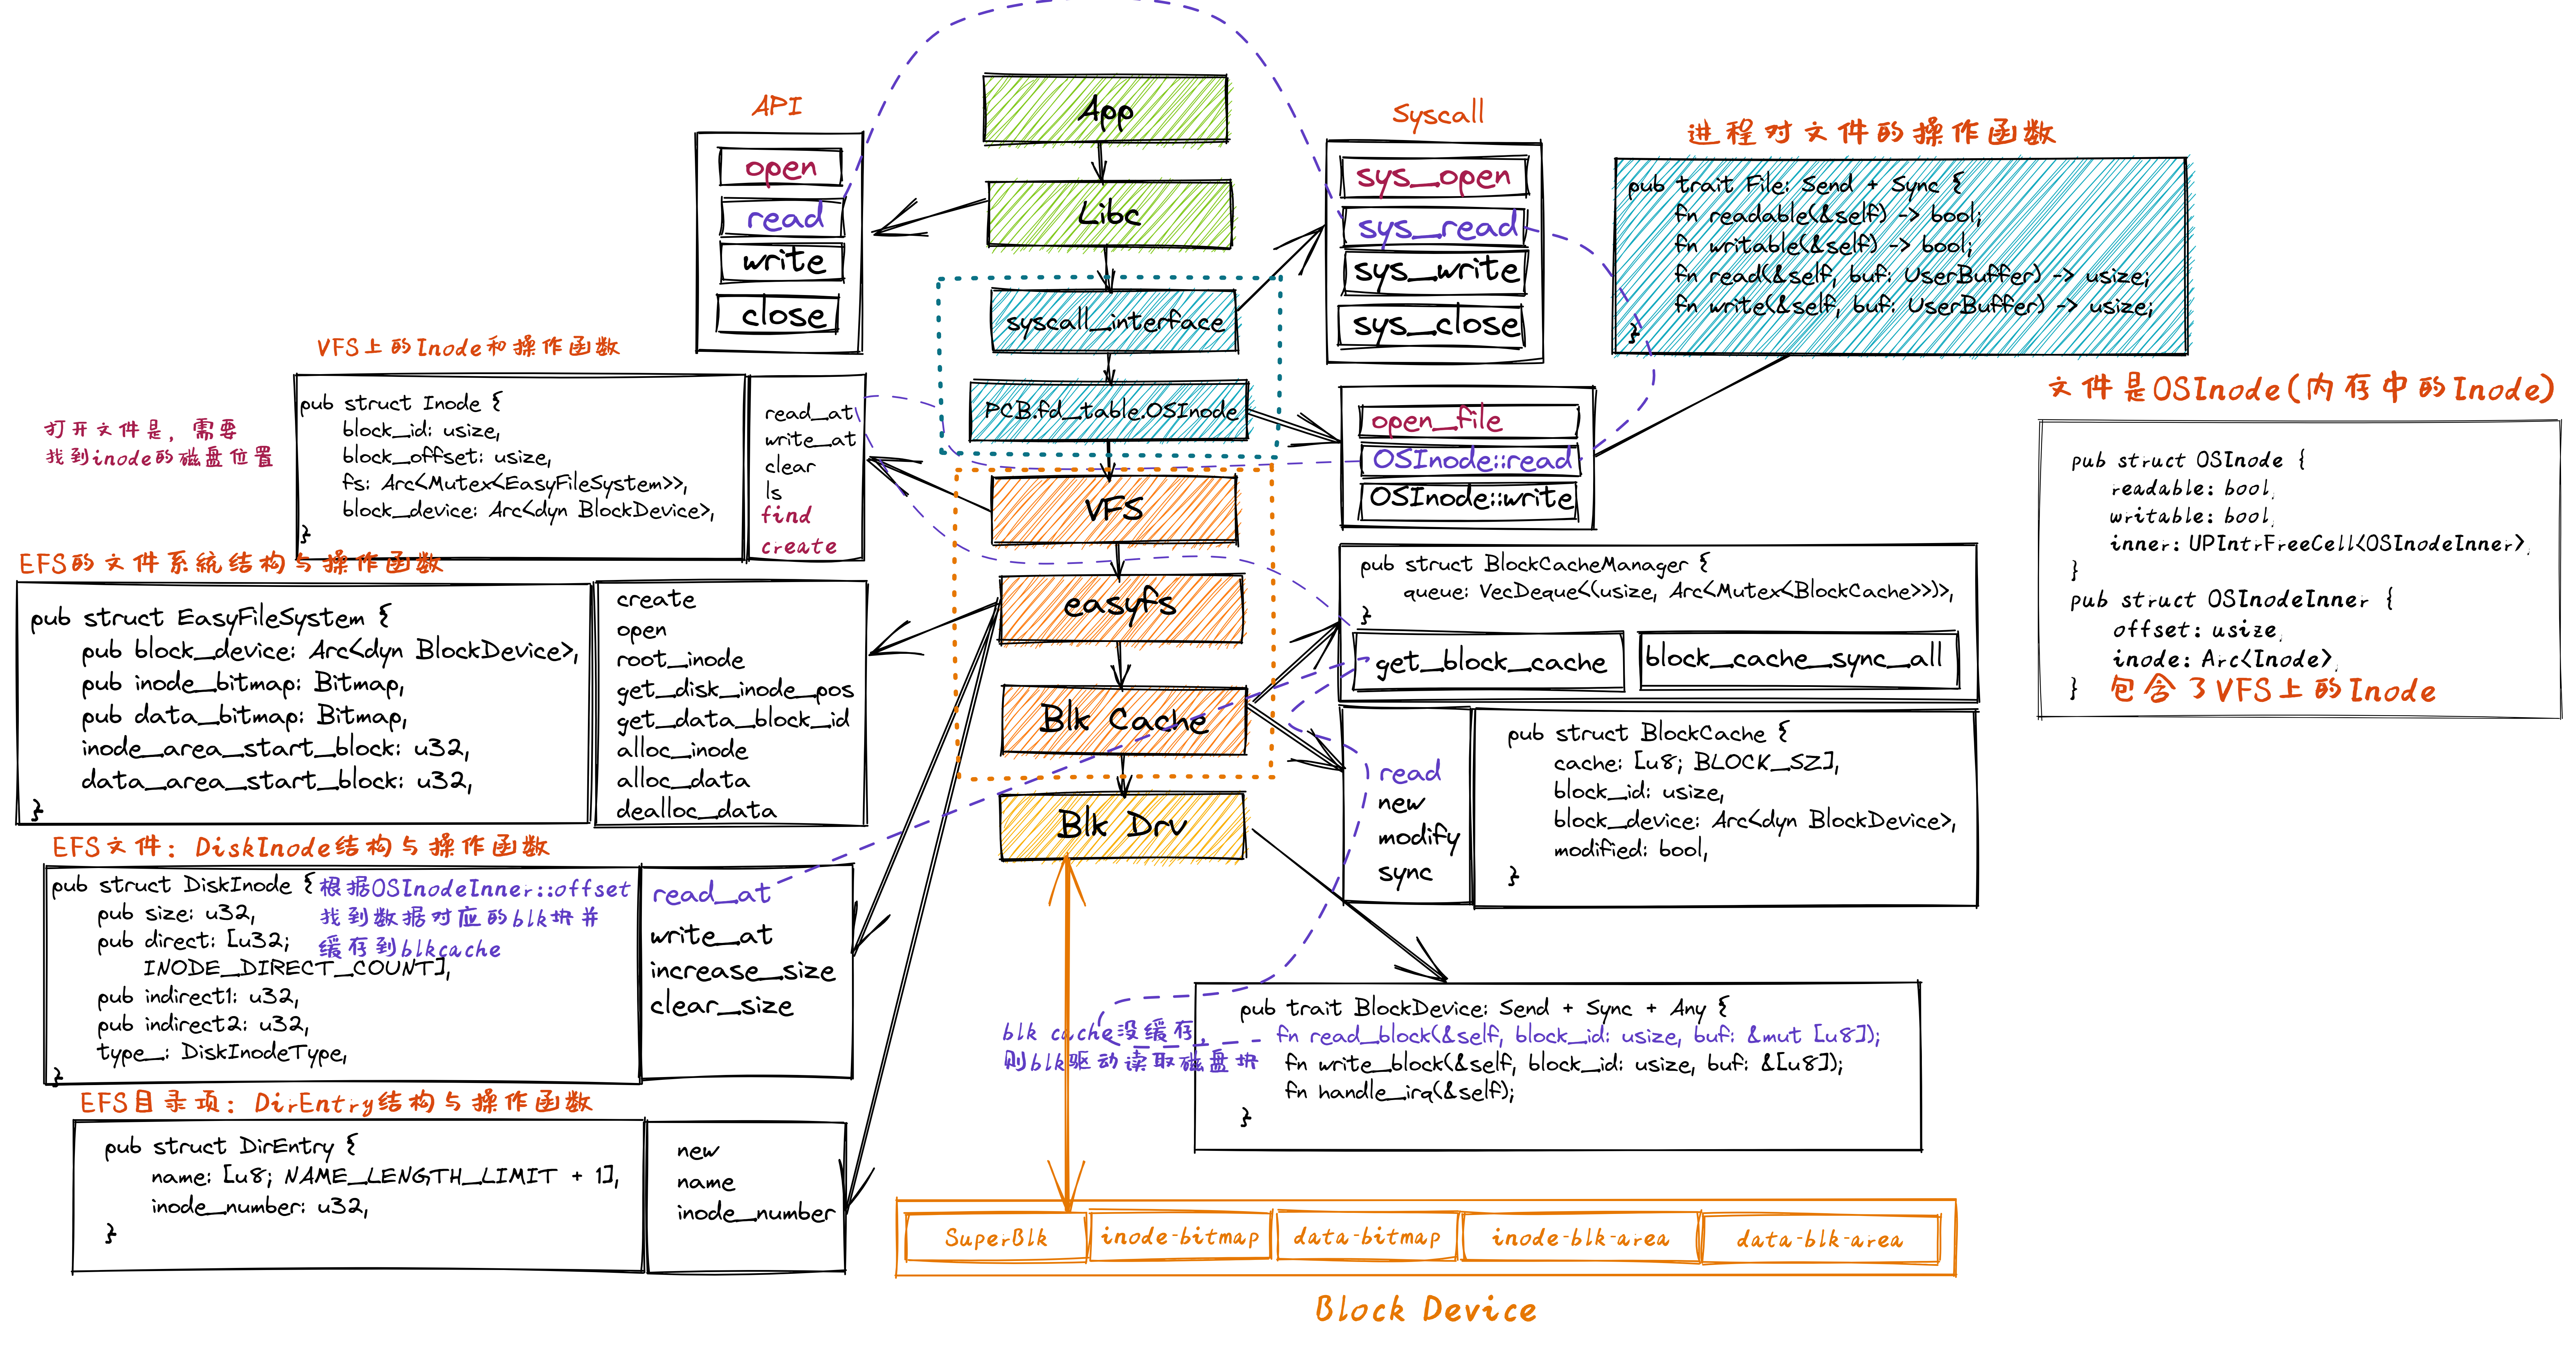 App
Libc
syscall_interface
PCB.fd_table.OSInode
VFS
easyfs
Blk Cache
Blk Drv
API
open
read
write
close
Syscall
sys_open
sys_read
sys_write
sys_close
进程对文件的操作函数
pub trait File: Send + Sync {
fn readable(&self) -> bool;
fn writable(&self) -> bool;
fn read(&self, buf: UserBuffer) -> usize;
fn write(&self, buf: UserBuffer) -> usize;
}
open_file
OSInode::read
OSInode::write
文件是OSInode(内存中的Inode)
pub struct OSInode {
readable: bool,
writable: bool,
inner: UPIntrFreeCell<OSInodeInner>,
}
pub struct OSInodeInner {
offset: usize,
inode: Arc<Inode>,
} 包含了VFS上的Inode
VFS上的Inode和操作函数
打开文件是，需要
找到inode的磁盘位置
pub struct Inode {
block_id: usize,
block_offset: usize,
fs: Arc<Mutex<EasyFileSystem>>,
block_device: Arc<dyn BlockDevice>,
}
read_at
write_at
clear
ls
find
create
EFS的文件系统结构与操作函数
pub struct EasyFileSystem {
pub block_device: Arc<dyn BlockDevice>,
pub inode_bitmap: Bitmap,
pub data_bitmap: Bitmap,
inode_area_start_block: u32,
data_area_start_block: u32,
}
create
open
root_inode
get_disk_inode_pos
get_data_block_id
alloc_inode
alloc_data
dealloc_data
pub struct BlockCacheManager {
queue: VecDeque<(usize, Arc<Mutex<BlockCache>>)>,
}
get_block_cache
block_cache_sync_all
read
new
modify
sync
pub struct BlockCache {
cache: [u8; BLOCK_SZ],
block_id: usize,
block_device: Arc<dyn BlockDevice>,
modified: bool,
}
EFS文件：DiskInode结构与操作函数
pub struct DiskInode {
pub size: u32,
pub direct: [u32;
INODE_DIRECT_COUNT],
pub indirect1: u32,
pub indirect2: u32,
type_: DiskInodeType,
}
根据OSInodeInner::offset
找到数据对应的blk块并
缓存到blkcache
read_at
write_at
increase_size
clear_size
pub trait BlockDevice: Send + Sync + Any {
fn read_block(&self, block_id: usize, buf: &mut [u8]);
fn write_block(&self, block_id: usize, buf: &[u8]);
fn handle_irq(&self);
}
blk cache没缓存，
则blk驱动读取磁盘块
EFS目录项：DirEntry结构与操作函数
pub struct DirEntry {
name: [u8; NAME_LENGTH_LIMIT + 1],
inode_number: u32,
}
new
name
inode_number
SuperBlk
inode-bitmap
data-bitmap
inode-blk-area
data-blk-area
Block Device